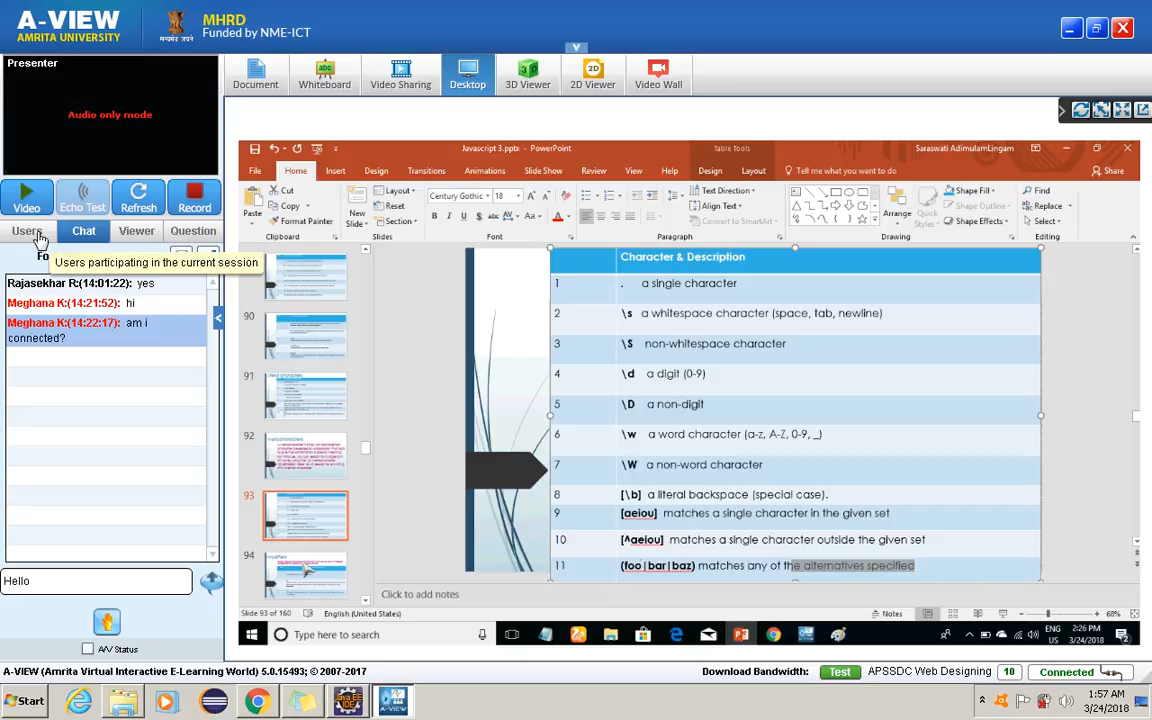 A-VIEW
AMRITA UNIVERSITY
MHRD
Funded by NME-ICT
Presenter
Audio only mode
Document
Whiteboard
Video Sharing
Desktop
3D Viewer
2D Viewer
Video Wall
Video
Echo Test
Refresh
Record
Users
Chat
Viewer
Question
Users participating in the current session
Rajasekhar R:(14:01:22): yes
Meghana K:(14:21:52): hi
Meghana K:(14:22:17): am i
connected?
Hello
A/V Status
Javascript 3.pptx - PowerPoint
Table Tools
Saraswati AdimulamLingam
File
Home
Insert
Design
Transitions
Animations
Slide Show
Review
View
Help
Design
Layout
Tell me what you want to do
Share
Paste
Cut
Copy
Format Painter
Clipboard
New
Slide
Layout
Reset
Section
Slides
Century Gothic
18
Font
Text Direction
Align Text
Convert to SmartArt
Paragraph
Arrange
Quick
Styles
Shape Fill
Shape Outline
Shape Effects
Drawing
Find
Replace
Select
Editing
90
91
92
93
94
Character & Description
1 . a single character
2 \s a whitespace character (space, tab, newline)
3 \S non-whitespace character
4 \d a digit (0-9)
5 \D a non-digit
6 \w a word character (a-z, A-Z, 0-9, _)
7 \W a non-word character
8 [\b] a literal backspace (special case).
9 [aeiou] matches a single character in the given set
10 [^aeiou] matches a single character outside the given set
11 (foo|bar|baz) matches any of the alternatives specified
Click to add notes
Slide 93 of 160
English (United States)
Notes
68%
Type here to search
ENG
US
2:26 PM
3/24/2018
A-VIEW (Amrita Virtual Interactive E-Learning World) 5.0.15493; © 2007-2017
Download Bandwidth:
Test
APSSDC Web Designing
10
Connected
Start
1:57 AM
3/24/2018